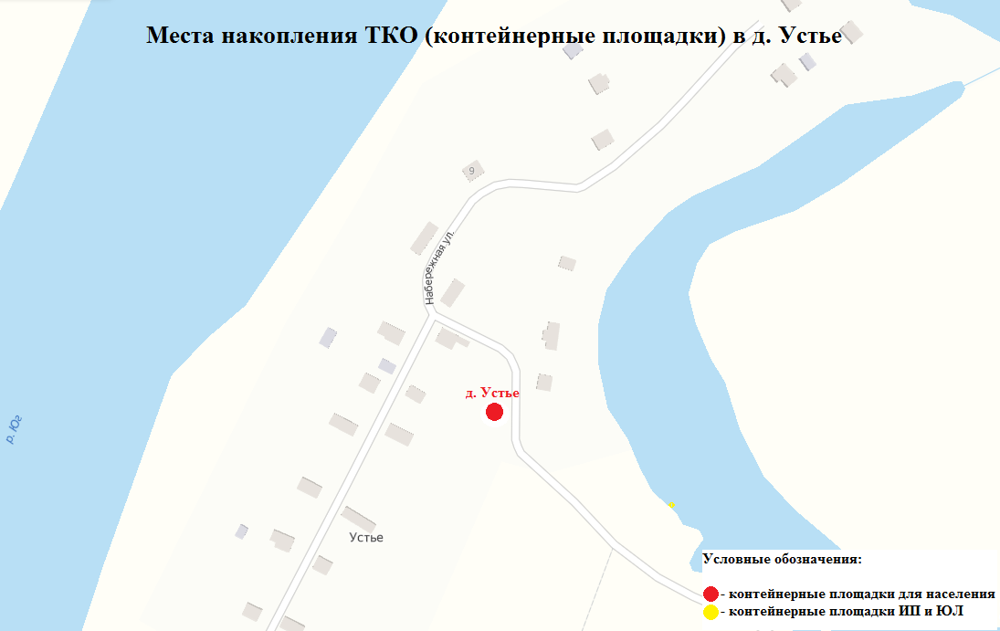 Места накопления ТКО (контейнерные площадки) в д. Устье
9
Набережная ул.
д. Устье
р. Юг
Устье
Условные обозначения:
- контейнерные площадки для населения
- контейнерные площадки ИП и ЮЛ